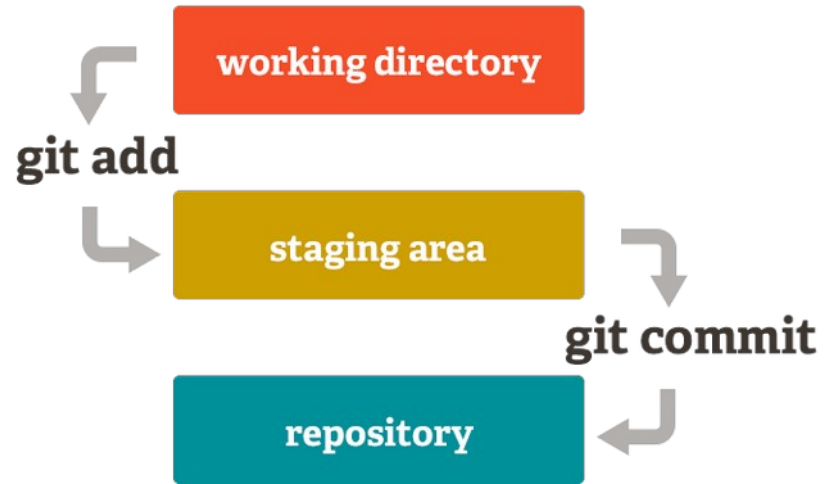 working directory
git add
staging area
git commit
repository